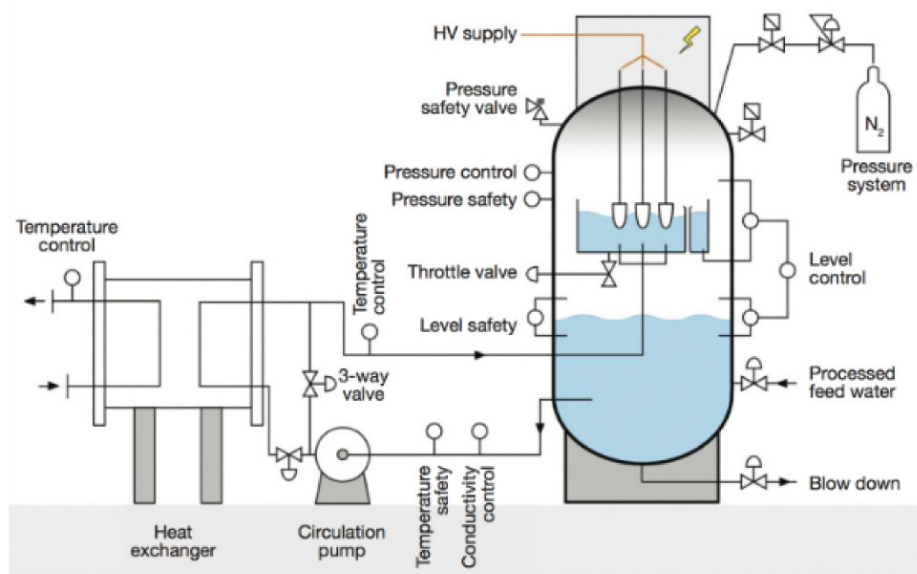 HV supply
Pressure
safety valve
N2
Pressure
system
Pressure control
Pressure safety
Temperature
control
Throttle valve
Temperature
control
Level
control
Level safety
3-way
valve
Processed
feed water
Temperature
safety
Conductivity
control
Blow down
Heat
exchanger
Circulation
pump